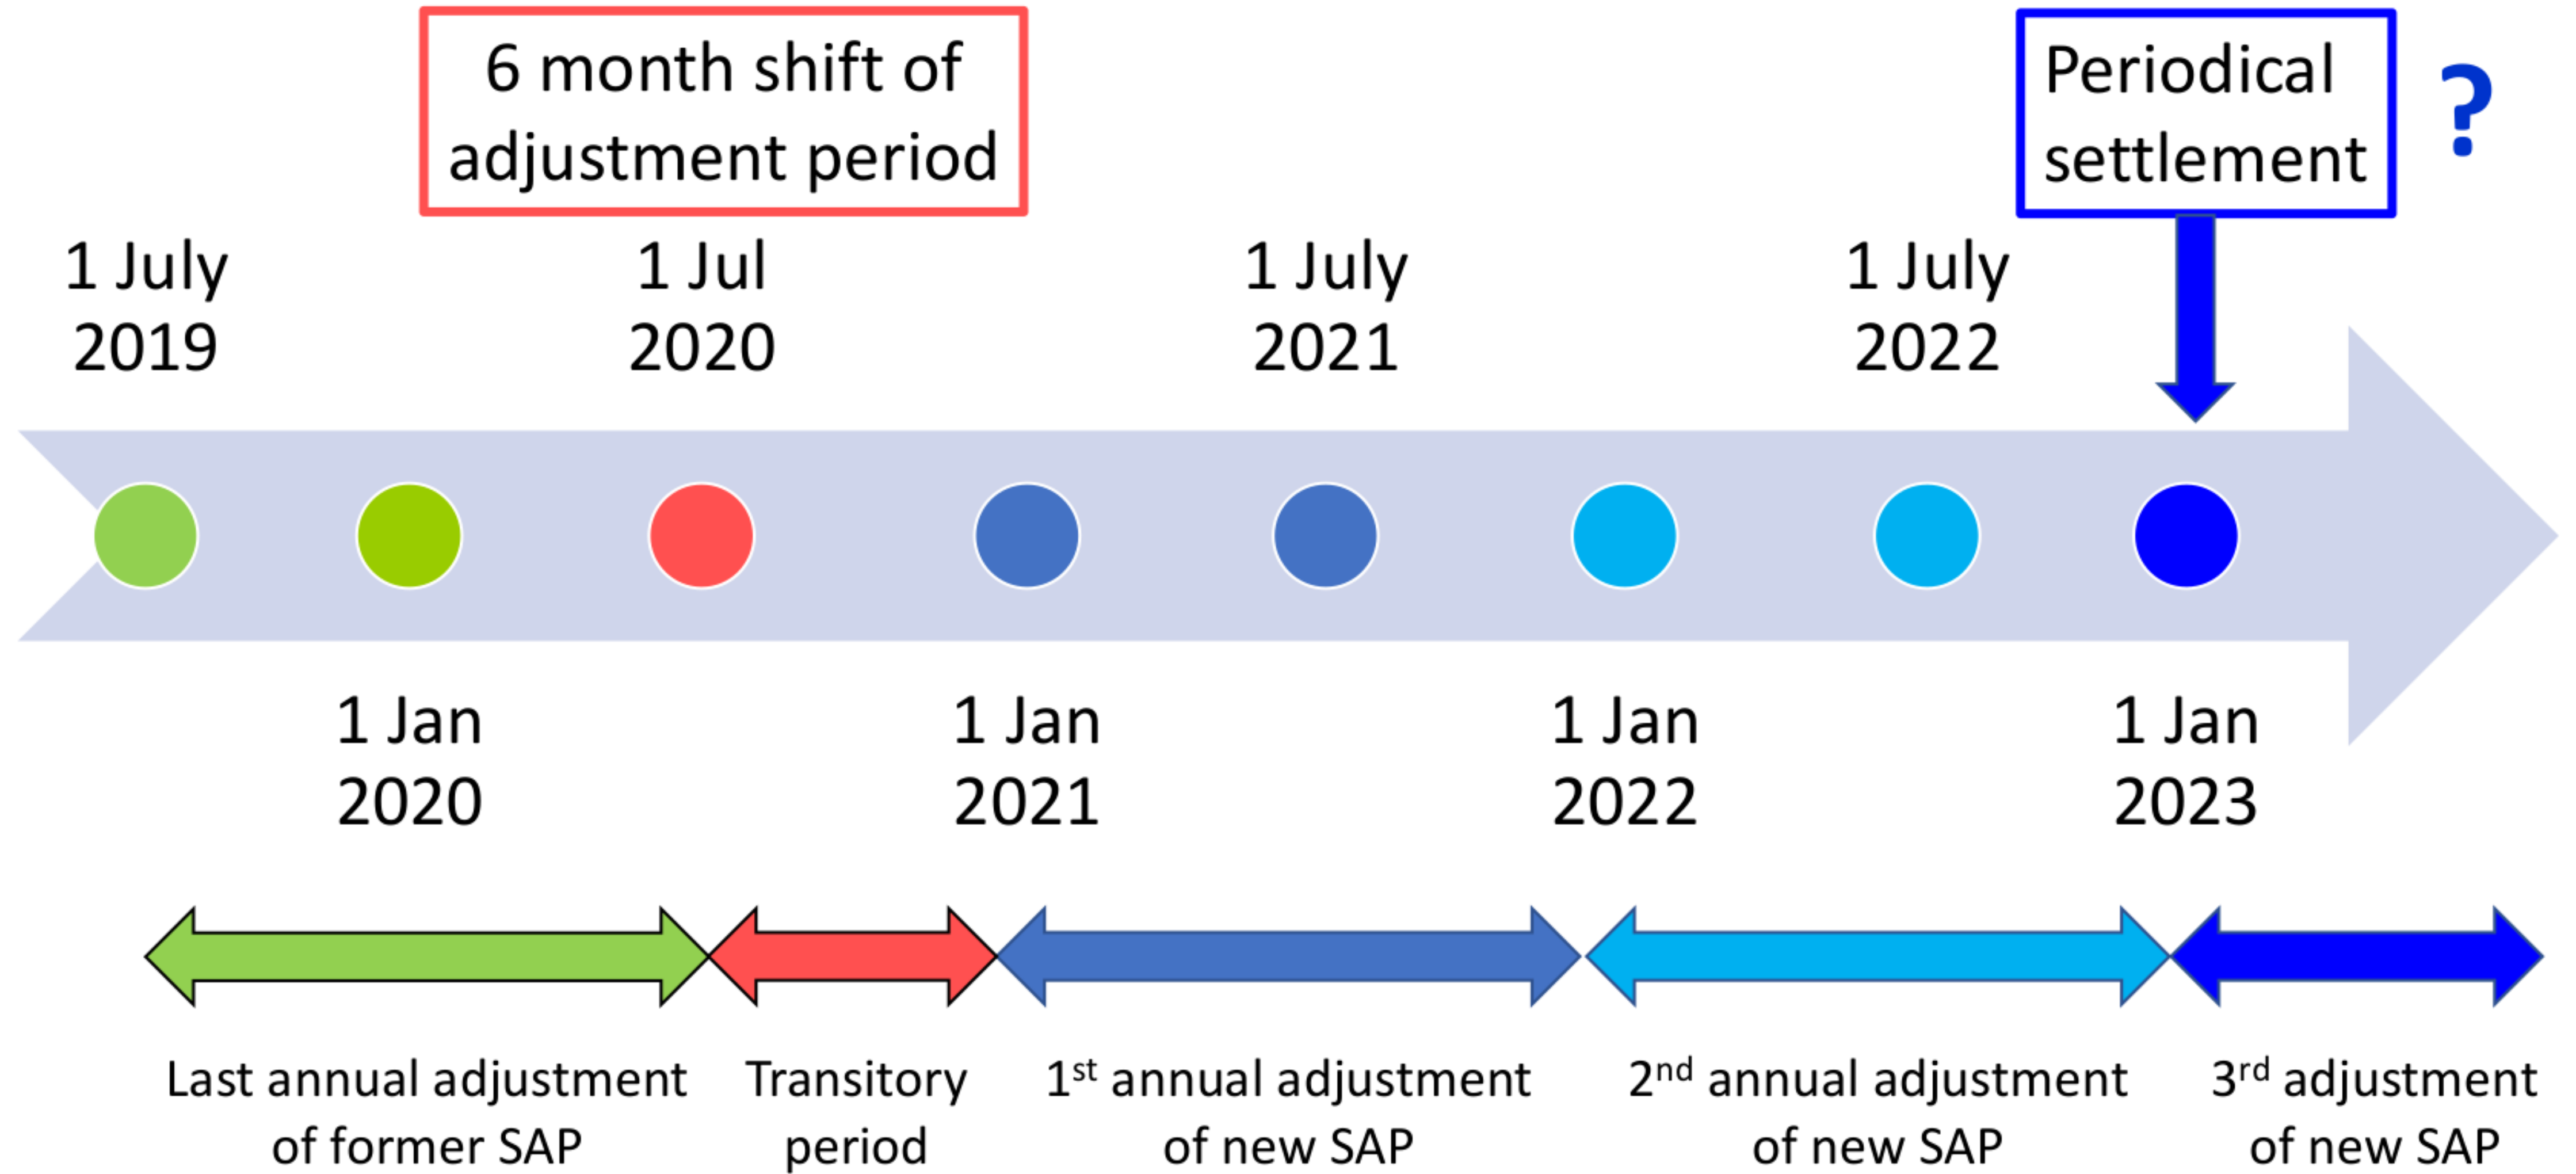 6 month shift of
adjustment period
Periodical
settlement
?
1 July
2019
1 Jul
2020
1 July
2021
1 July
2022
1 Jan
2020
1 Jan
2021
1 Jan
2022
1 Jan
2023
Last annual adjustment
of former SAP
Transitory
period
1st annual adjustment
of new SAP
2nd annual adjustment
of new SAP
3rd adjustment
of new SAP